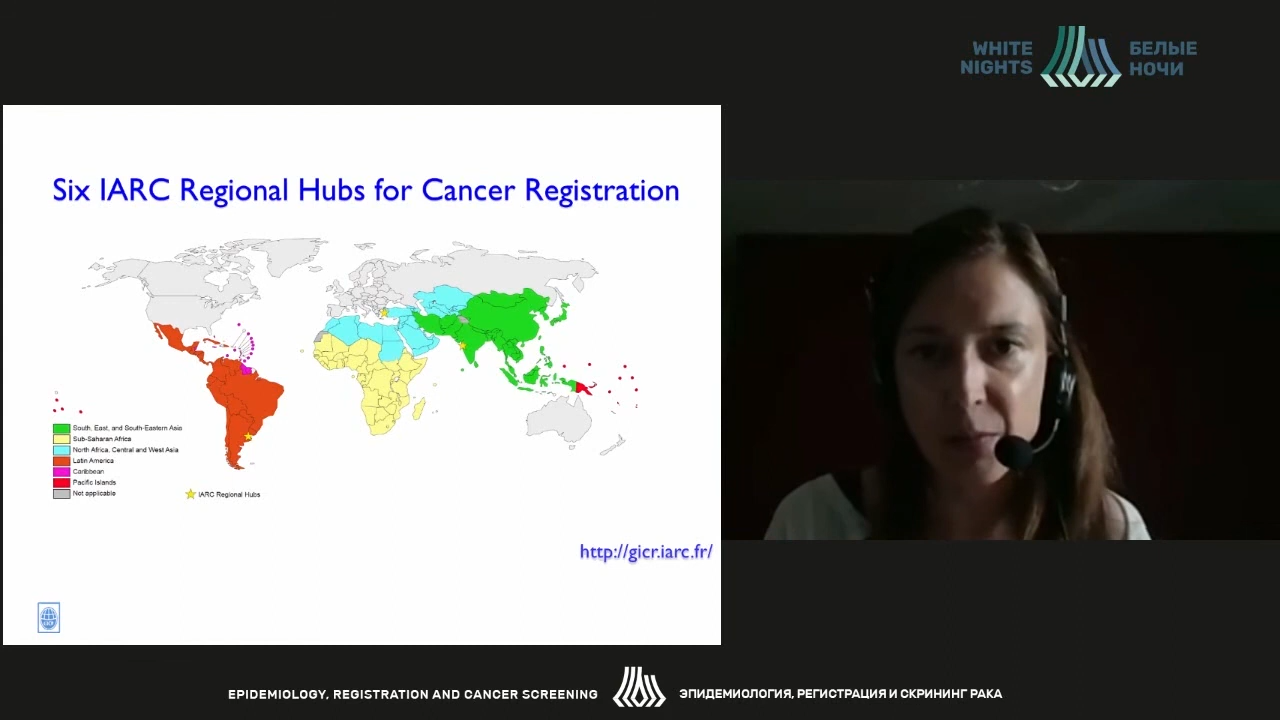 WHITE
NIGHTS
БЕЛЫЕ
НОЧИ
Six IARC Regional Hubs for Cancer Registration
South, East, and South-Eastern Asia
Sub-Saharan Africa
North Africa, Central and West Asia
Latin America
Caribbean
Pacific Islands
Not applicable
IARC Regional Hubs
http://gicr.iarc.fr/
EPIDEMIOLOGY, REGISTRATION AND CANCER SCREENING
ЭПИДЕМИОЛОГИЯ, РЕГИСТРАЦИЯ И СКРИНИНГ РАКА